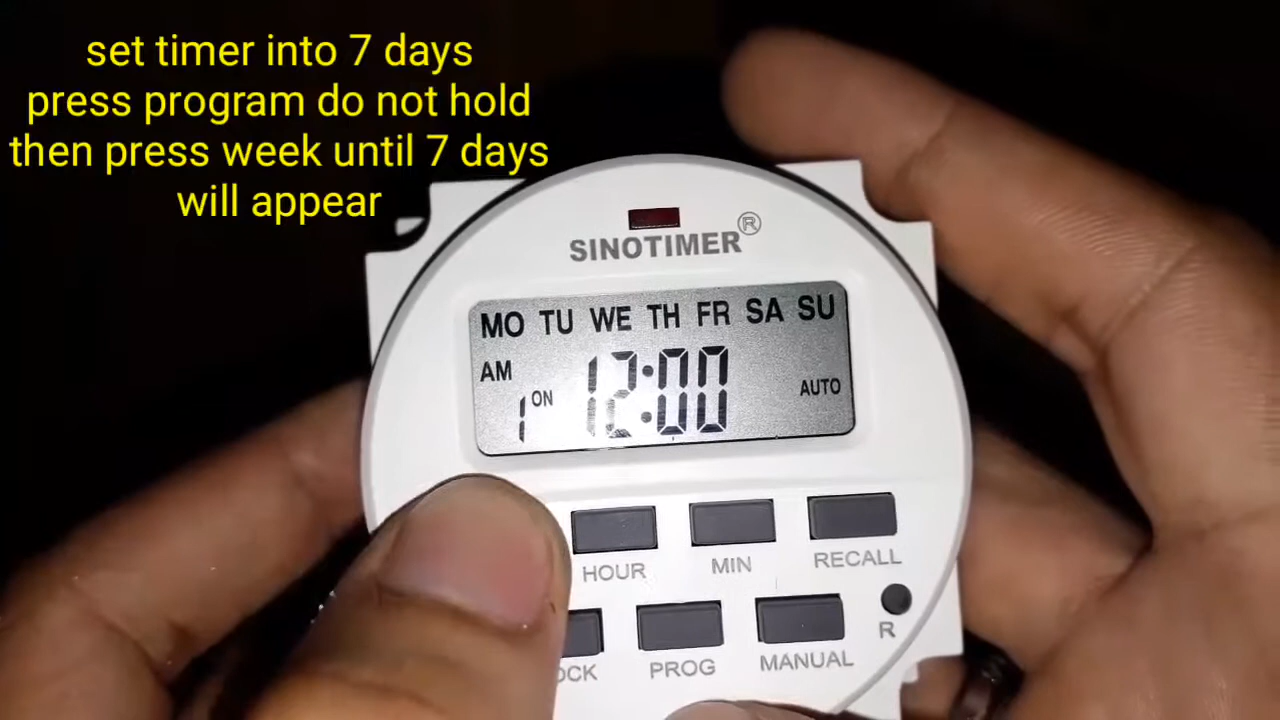 set timer into 7 days
press program do not hold
then press week until 7 days
will appear
SINOTIMER®
MO TU WE TH FR SA SU
AM
1 ON 12:00 AUTO
HOUR MIN RECALL
R
OCK PROG MANUAL